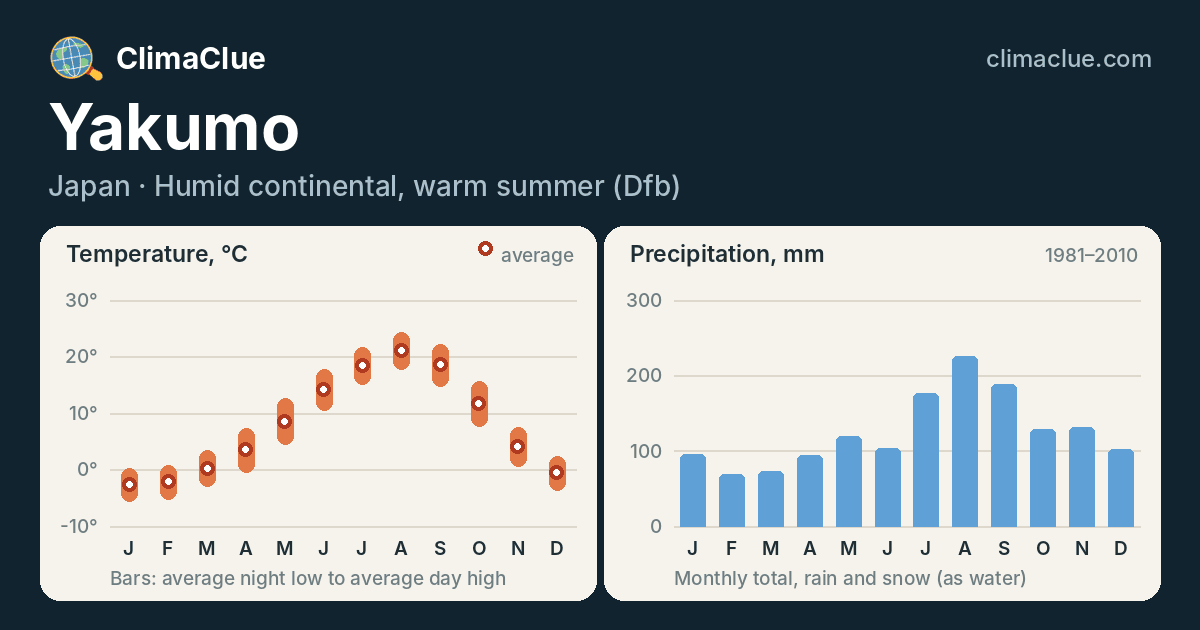 ClimaClue
climaclue.com
Yakumo
Japan · Humid continental, warm summer (Dfb)
Temperature, °C
average
30°
20°
10°
0°
-10°
J F M A M J J A S O N D
Bars: average night low to average day high
Precipitation, mm
1981–2010
300
200
100
0
J F M A M J J A S O N D
Monthly total, rain and snow (as water)